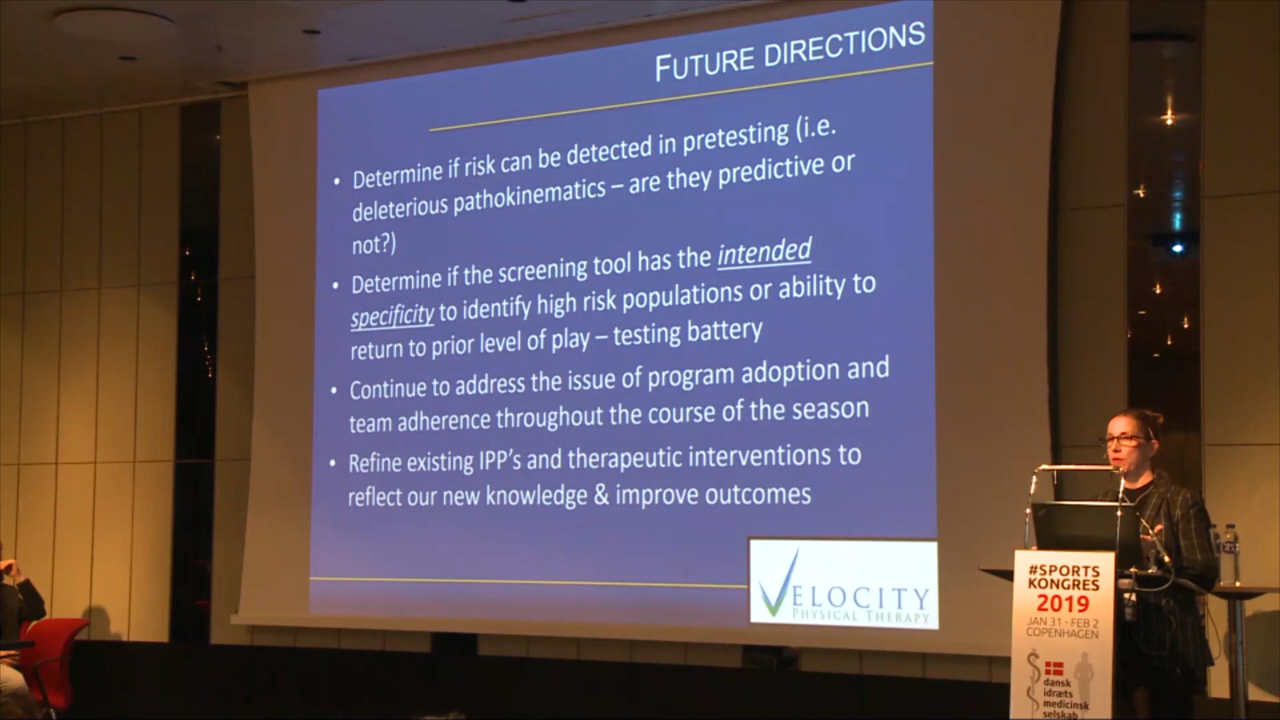 FUTURE DIRECTIONS
• Determine if risk can be detected in pretesting (i.e.
deleterious pathokinematics – are they predictive or
not?)
• Determine if the screening tool has the intended
specificity to identify high risk populations or ability to
return to prior level of play – testing battery
• Continue to address the issue of program adoption and
team adherence throughout the course of the season
• Refine existing IPP's and therapeutic interventions to
reflect our new knowledge & improve outcomes
VELOCITY
PHYSICAL THERAPY
#SPORTS
KONGRES
2019
JAN 31 - FEB 2
COPENHAGEN
dansk
idræts
medicinsk
selskab